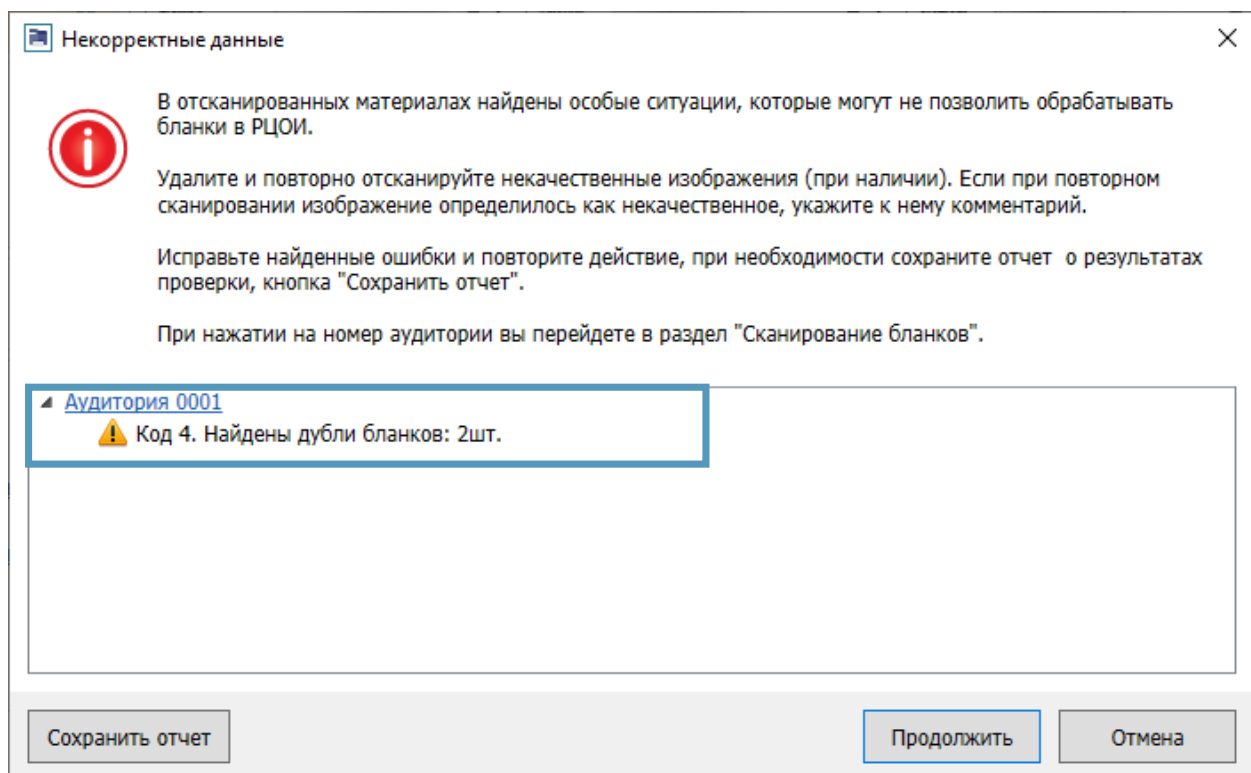 Некорректные данные
В отсканированных материалах найдены особые ситуации, которые могут не позволить обрабатывать
бланки в РЦОИ.
Удалите и повторно отсканируйте некачественные изображения (при наличии). Если при повторном
сканировании изображение определилось как некачественное, укажите к нему комментарий.
Исправьте найденные ошибки и повторите действие, при необходимости сохраните отчет  о результатах
проверки, кнопка "Сохранить отчет".
При нажатии на номер аудитории вы перейдете в раздел "Сканирование бланков".
Аудитория 0001
Код 4. Найдены дубли бланков: 2шт.
Сохранить отчет
Продолжить
Отмена